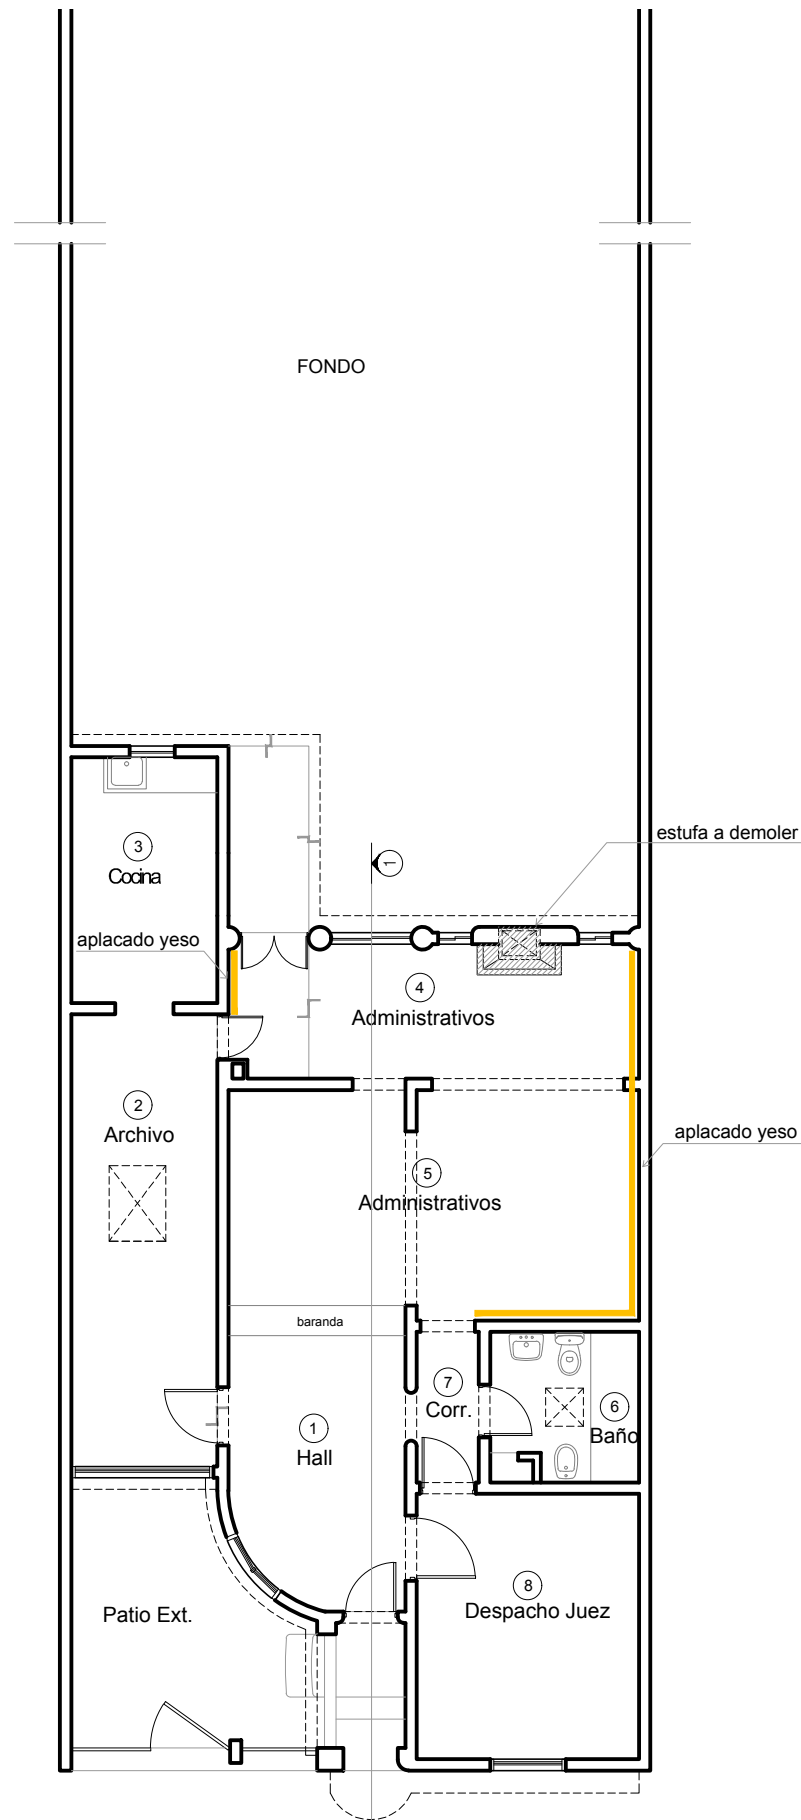 FONDO
estufa a demoler
3
Cocina
1
aplacado yeso
4
Administrativos
2
Archivo
aplacado yeso
5
Administrativos
baranda
7
Corr.
6
Baño
1
Hall
8
Despacho Juez
Patio Ext.